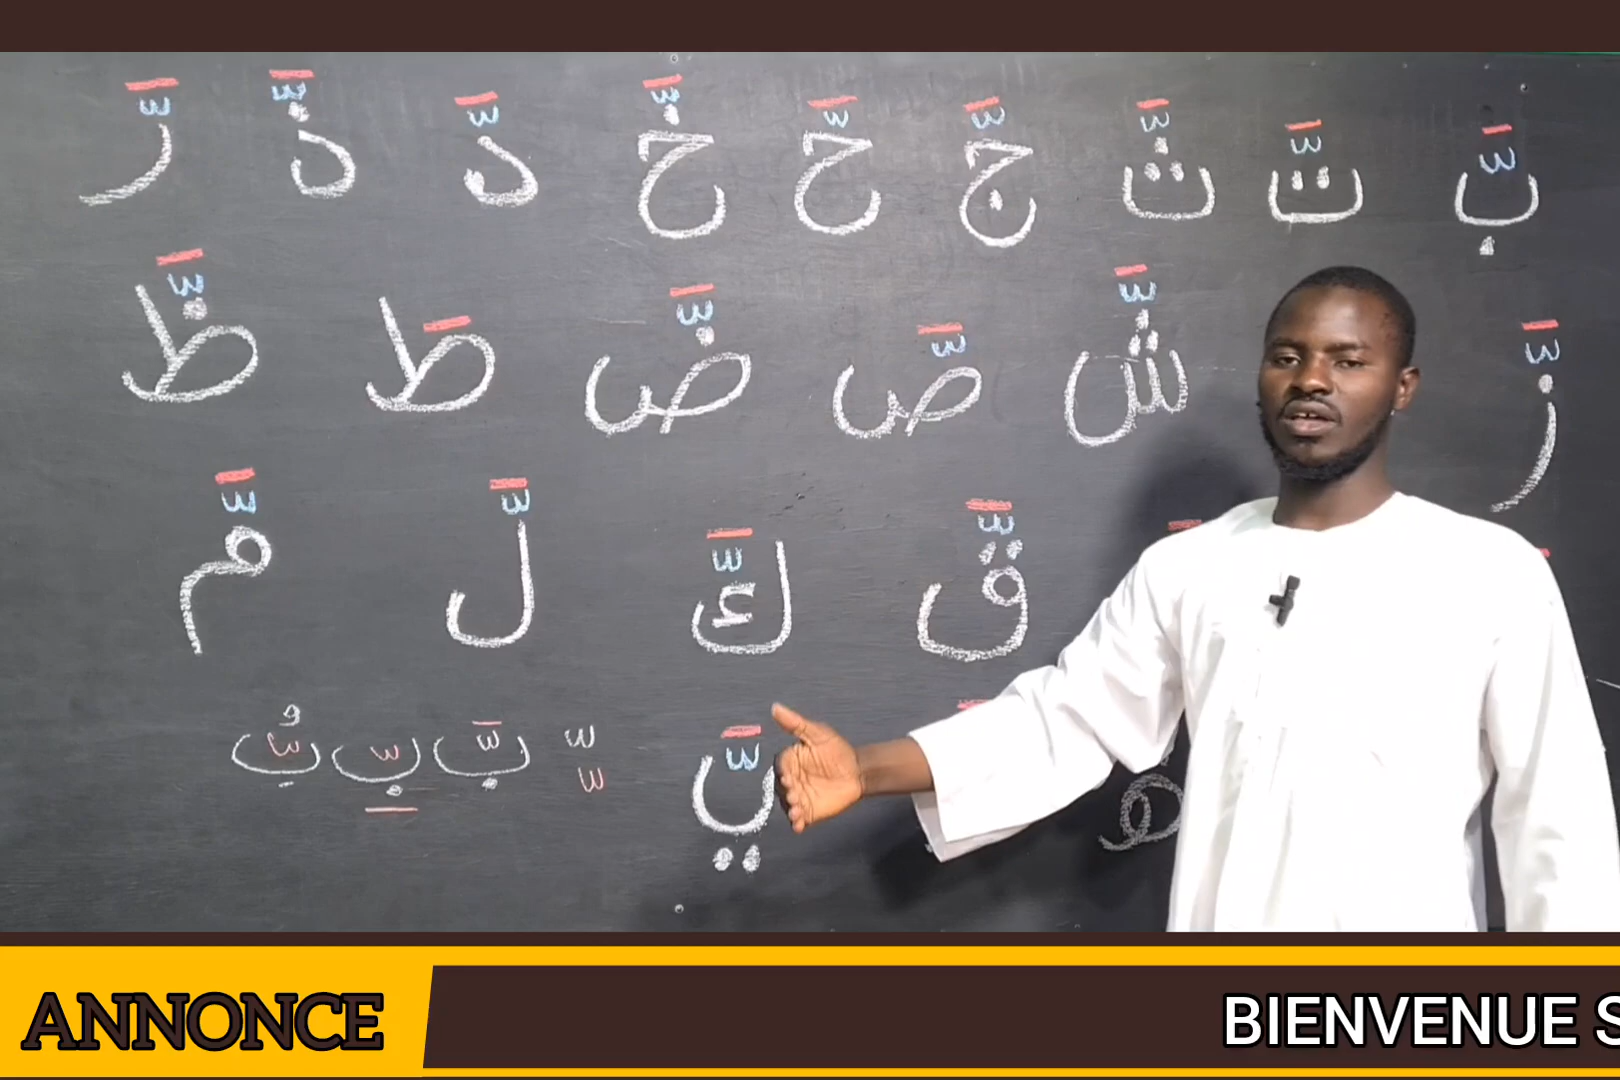 بَّ تَّ ثَّ جَّ حَّ خَّ دَّ ذَّ رَّ
زَّ شَّ صَّ ضَّ طَ ظَّ
قَّ كَّ لَّ مَّ
ه يَّ ّ ّ بَّ بِّ بُّ
ANNONCE
BIENVENUE S